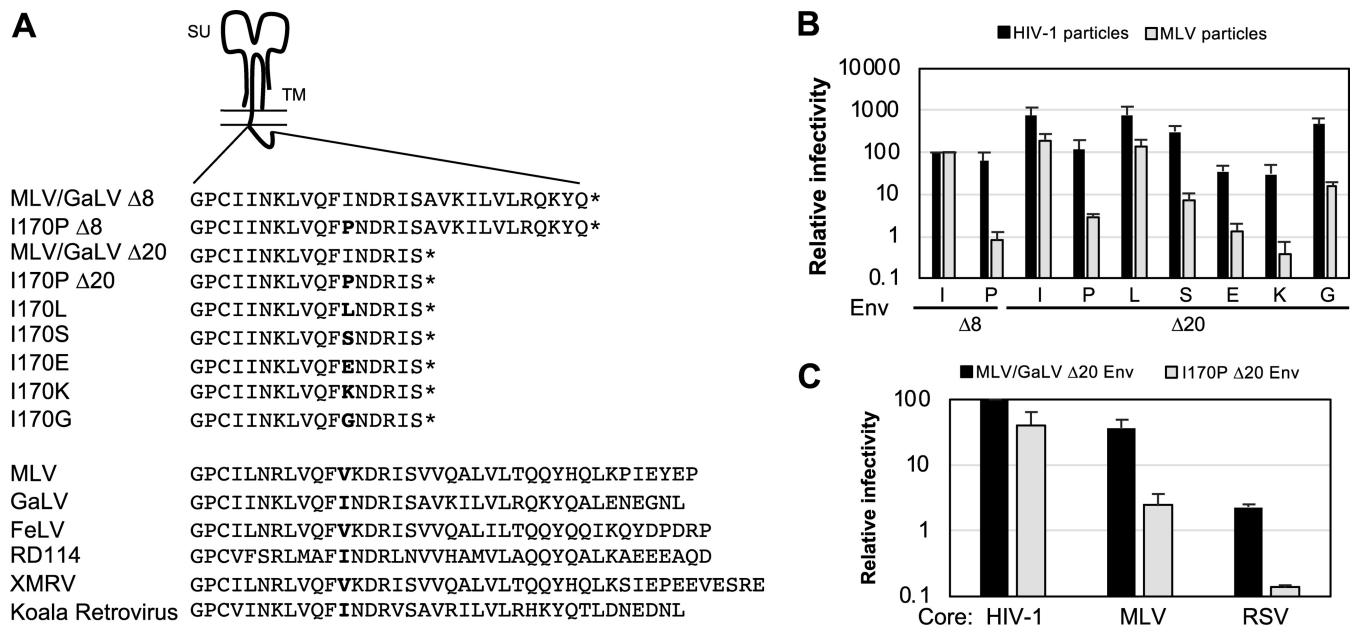 A
SU
TM
MLV/GaLV Δ8 GPCIINKLVQFINDRISAVKILVLRQKYQ*
I170P Δ8 GPCIINKLVQFPNDRISAVKILVLRQKYQ*
MLV/GaLV Δ20 GPCIINKLVQFINDRIS*
I170P Δ20 GPCIINKLVQFPNDRIS*
I170L GPCIINKLVQFLNDRIS*
I170S GPCIINKLVQFSNDRIS*
I170E GPCIINKLVQFENDRIS*
I170K GPCIINKLVQFKNDRIS*
I170G GPCIINKLVQFGNDRIS*
MLV GPCILNRLVQFVKDRISVVQALVLTQQYHQLKPIEYEP
GaLV GPCIINKLVQFINDRISAVKILVLRQKYQALENEGNL
FeLV GPCILNRLVQFVKDRISVVQALILTQQYQQIKQYDPDRP
RD114 GPCVFSRLMAFINDRLNVVHAMVLAQQYQALKAEEEAQD
XMRV GPCILNRLVQFVKDRISVVQALVLTQQYHQLKSIEPEEVESRE
Koala Retrovirus GPCVINKLVQFINDRVSAVRILVLRHKYQTLDNEDNL
B
HIV-1 particles MLV particles
Relative infectivity
10000
1000
100
10
1
0.1
Env I P I P L S E K G
Δ8 Δ20
C
MLV/GaLV Δ20 Env I170P Δ20 Env
Relative infectivity
100
10
1
0.1
Core: HIV-1 MLV RSV